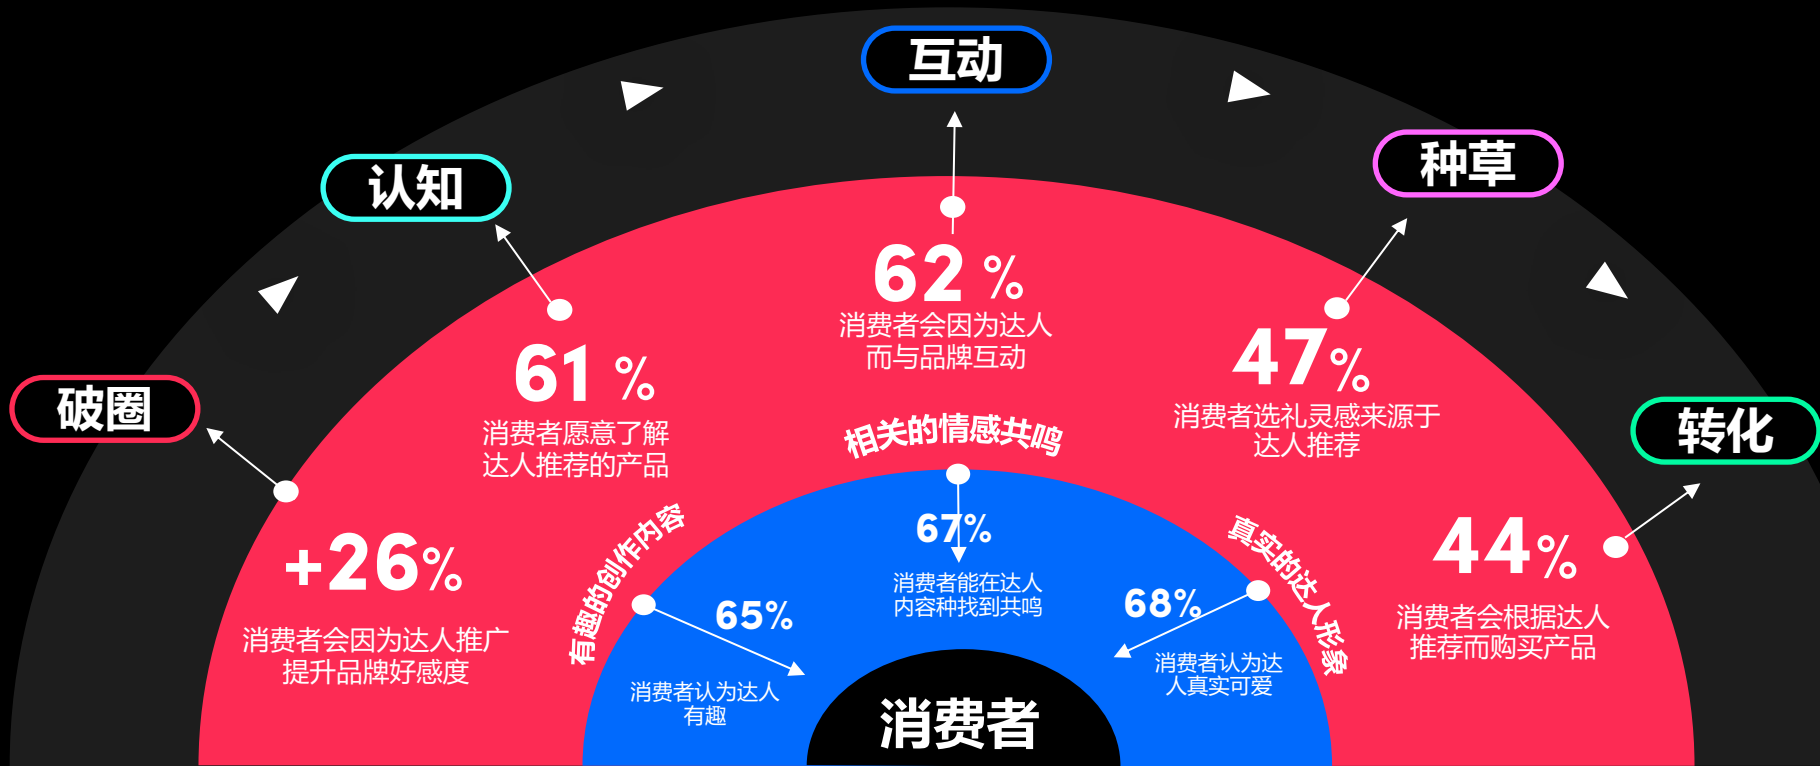 互动
种草
认知
破圈
转化
62 %
消费者会因为达人
而与品牌互动
61 %
消费者愿意了解
达人推荐的产品
47%
消费者选礼灵感来源于
达人推荐
+26%
消费者会因为达人推广
提升品牌好感度
44%
消费者会根据达人
推荐而购买产品
相关的情感共鸣
有趣的创作内容
真实的达人形象
67%
消费者能在达人
内容种找到共鸣
65%
消费者认为达人
有趣
68%
消费者认为达
人真实可爱
消费者